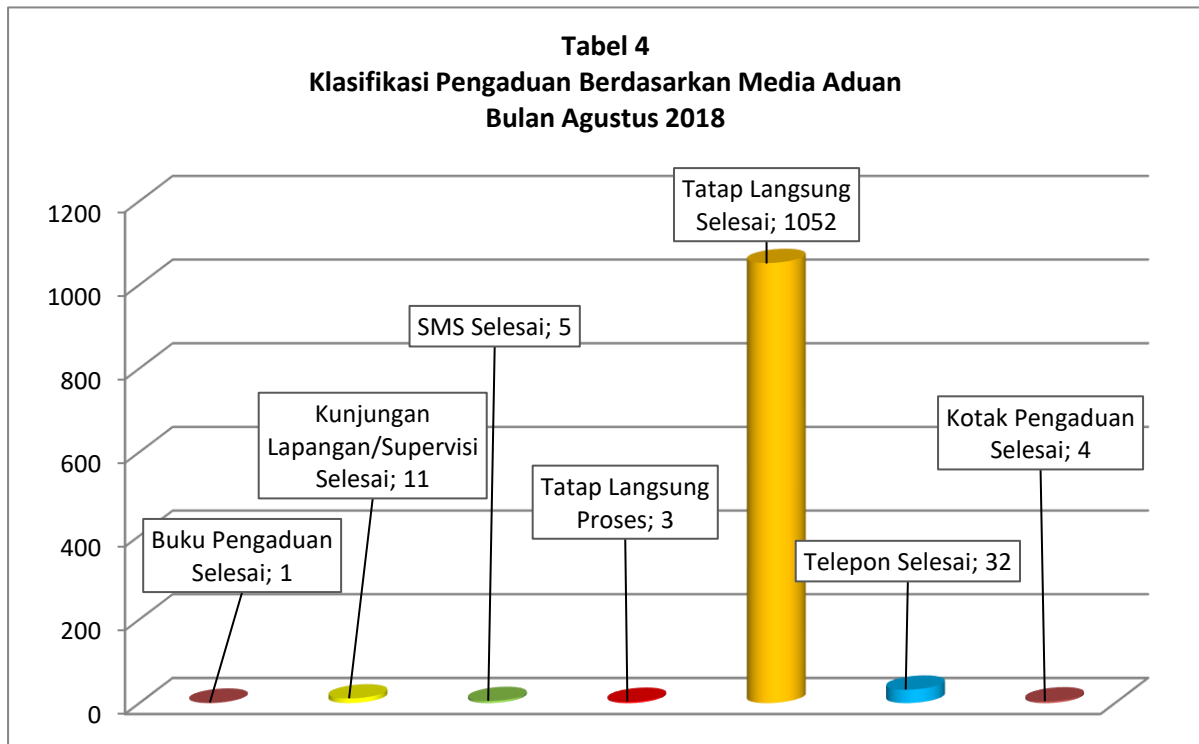 Tabel 4
Klasifikasi Pengaduan Berdasarkan Media Aduan
Bulan Agustus 2018
1200
1000
800
600
400
200
0
Buku Pengaduan
Selesai; 1
Kunjungan
Lapangan/Supervisi
Selesai; 11
SMS Selesai; 5
Tatap Langsung
Proses; 3
Tatap Langsung
Selesai; 1052
Telepon Selesai; 32
Kotak Pengaduan
Selesai; 4